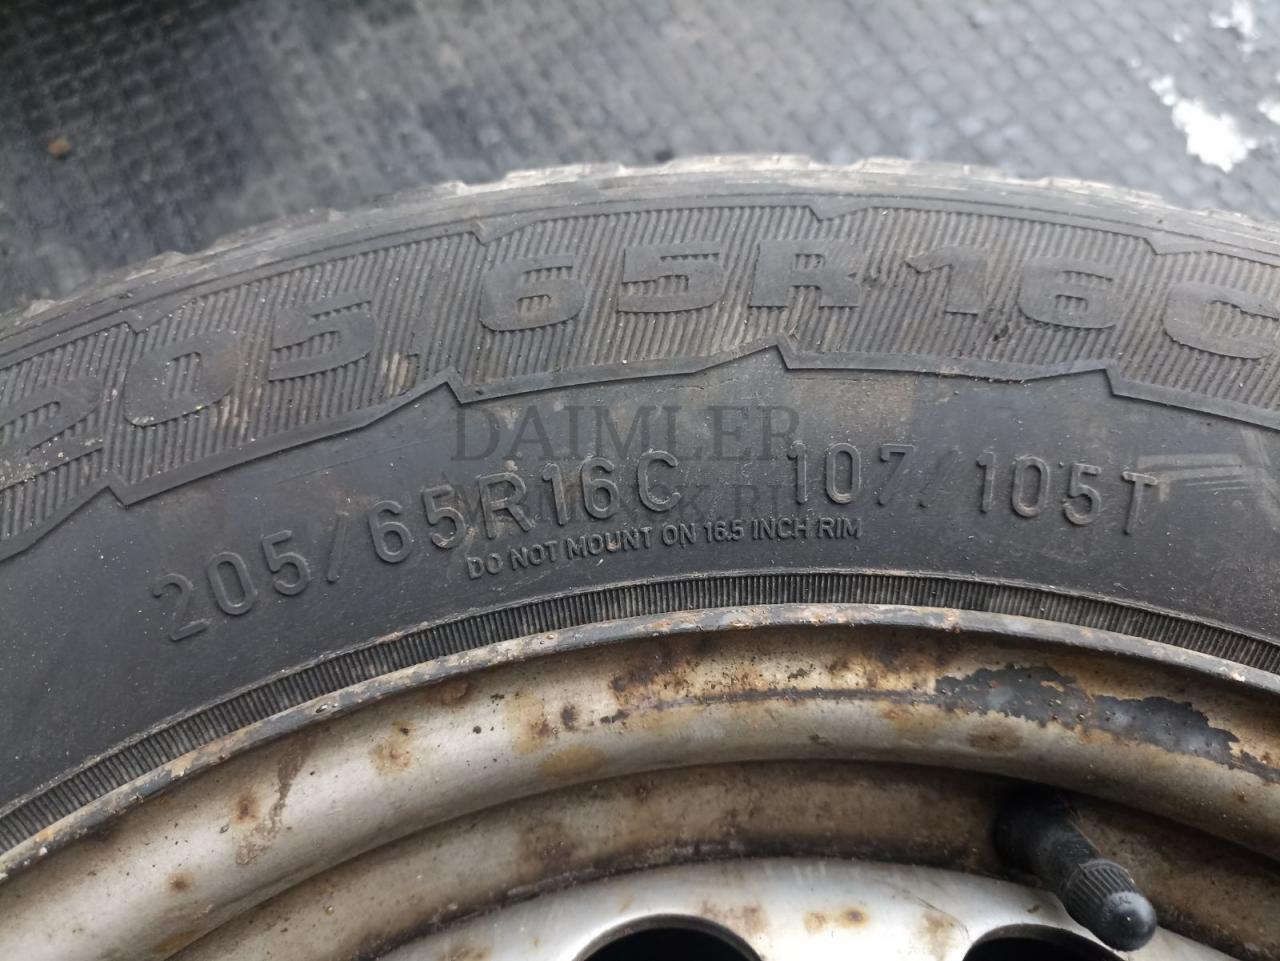 205/65R16C
DAIMLER
205/65R16C 107/105T
DO NOT MOUNT ON 16.5 INCH RIM